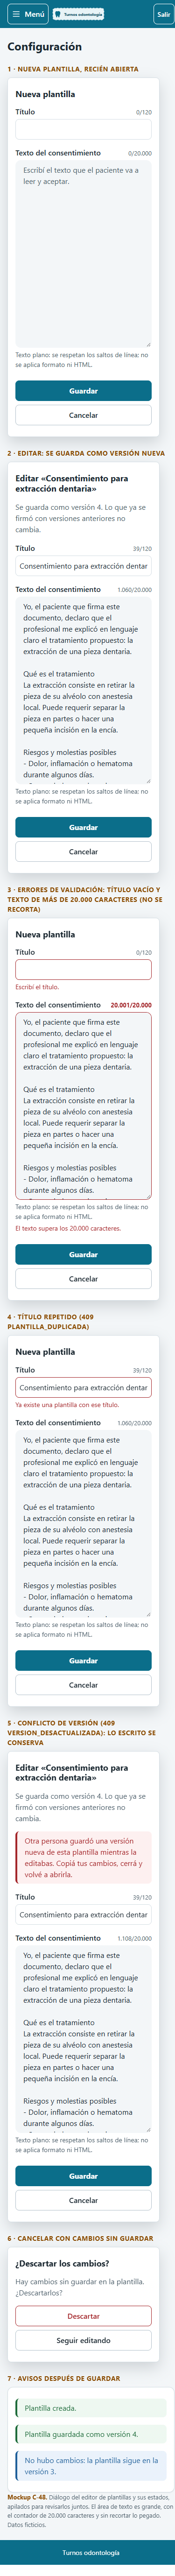 Menú
Turnos odontología
Salir
Configuración
1 · NUEVA PLANTILLA, RECIÉN ABIERTA
Nueva plantilla
Título 0/120
Texto del consentimiento 0/20.000
Escribí el texto que el paciente va a
leer y aceptar.
Texto plano: se respetan los saltos de línea; no
se aplica formato ni HTML.
Guardar
Cancelar
2 · EDITAR: SE GUARDA COMO VERSIÓN NUEVA
Editar «Consentimiento para
extracción dentaria»
Se guarda como versión 4. Lo que ya se
firmó con versiones anteriores no
cambia.
Título 39/120
Consentimiento para extracción dentar
Texto del consentimiento 1.060/20.000
Yo, el paciente que firma este
documento, declaro que el
profesional me explicó en lenguaje
claro el tratamiento propuesto: la
extracción de una pieza dentaria.
Qué es el tratamiento
La extracción consiste en retirar la
pieza de su alvéolo con anestesia
local. Puede requerir separar la
pieza en partes o hacer una
pequeña incisión en la encía.
Riesgos y molestias posibles
- Dolor, inflamación o hematoma
durante algunos días.
Texto plano: se respetan los saltos de línea; no
se aplica formato ni HTML.
Guardar
Cancelar
3 · ERRORES DE VALIDACIÓN: TÍTULO VACÍO Y
TEXTO DE MÁS DE 20.000 CARACTERES (NO SE
RECORTA)
Nueva plantilla
Título 0/120
Escribí el título.
Texto del consentimiento 20.001/20.000
Yo, el paciente que firma este
documento, declaro que el
profesional me explicó en lenguaje
claro el tratamiento propuesto: la
extracción de una pieza dentaria.
Qué es el tratamiento
La extracción consiste en retirar la
pieza de su alvéolo con anestesia
local. Puede requerir separar la
pieza en partes o hacer una
pequeña incisión en la encía.
Riesgos y molestias posibles
- Dolor, inflamación o hematoma
durante algunos días.
Texto plano: se respetan los saltos de línea; no
se aplica formato ni HTML.
El texto supera los 20.000 caracteres.
Guardar
Cancelar
4 · TÍTULO REPETIDO (409
PLANTILLA_DUPLICADA)
Nueva plantilla
Título 39/120
Consentimiento para extracción dentar
Ya existe una plantilla con ese título.
Texto del consentimiento 1.060/20.000
Yo, el paciente que firma este
documento, declaro que el
profesional me explicó en lenguaje
claro el tratamiento propuesto: la
extracción de una pieza dentaria.
Qué es el tratamiento
La extracción consiste en retirar la
pieza de su alvéolo con anestesia
local. Puede requerir separar la
pieza en partes o hacer una
pequeña incisión en la encía.
Riesgos y molestias posibles
- Dolor, inflamación o hematoma
durante algunos días.
Texto plano: se respetan los saltos de línea; no
se aplica formato ni HTML.
Guardar
Cancelar
5 · CONFLICTO DE VERSIÓN (409
VERSION_DESACTUALIZADA): LO ESCRITO SE
CONSERVA
Editar «Consentimiento para
extracción dentaria»
Se guarda como versión 4. Lo que ya se
firmó con versiones anteriores no
cambia.
Otra persona guardó una versión
nueva de esta plantilla mientras la
editabas. Copiá tus cambios, cerrá y
volvé a abrirla.
Título 39/120
Consentimiento para extracción dentar
Texto del consentimiento 1.108/20.000
Yo, el paciente que firma este
documento, declaro que el
profesional me explicó en lenguaje
claro el tratamiento propuesto: la
extracción de una pieza dentaria.
Qué es el tratamiento
La extracción consiste en retirar la
pieza de su alvéolo con anestesia
local. Puede requerir separar la
pieza en partes o hacer una
pequeña incisión en la encía.
Riesgos y molestias posibles
- Dolor, inflamación o hematoma
durante algunos días.
Texto plano: se respetan los saltos de línea; no
se aplica formato ni HTML.
Guardar
Cancelar
6 · CANCELAR CON CAMBIOS SIN GUARDAR
¿Descartar los cambios?
Hay cambios sin guardar en la plantilla.
¿Descartarlos?
Descartar
Seguir editando
7 · AVISOS DESPUÉS DE GUARDAR
Plantilla creada.
Plantilla guardada como versión 4.
No hubo cambios: la plantilla sigue en la
versión 3.
Mockup C-48. Diálogo del editor de plantillas y sus estados,
apilados para revisarlos juntos. El área de texto es grande, con
el contador de 20.000 caracteres y sin recortar lo pegado.
Datos ficticios.
Turnos odontología